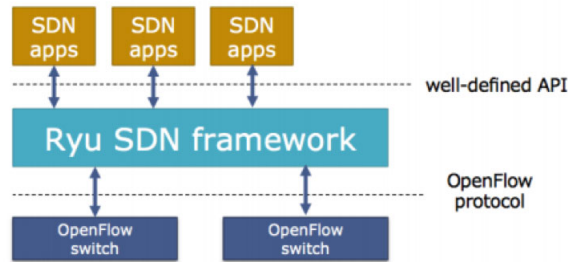 SDN
apps
SDN
apps
SDN
apps
well-defined API
Ryu SDN framework
OpenFlow
protocol
OpenFlow
switch
OpenFlow
switch